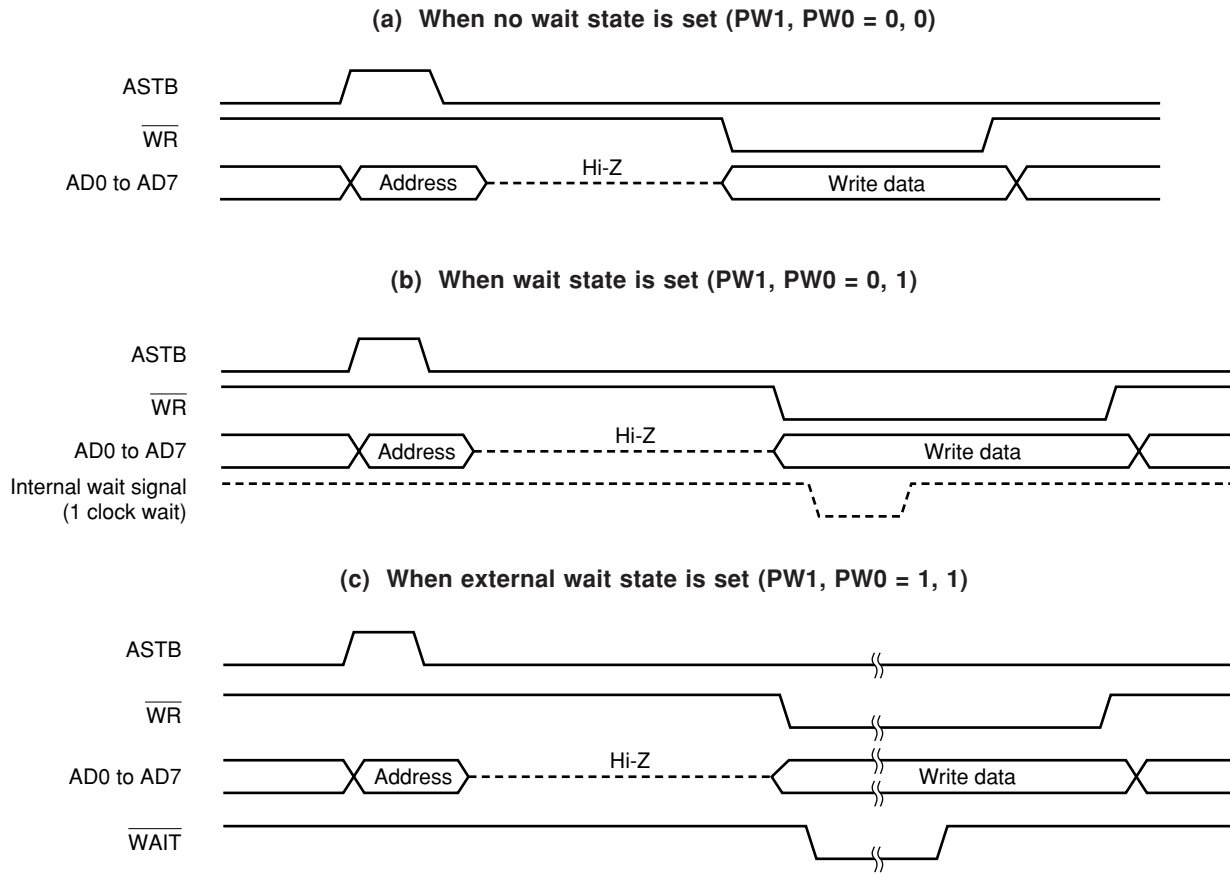 (a) When no wait state is set (PW1, PW0 = 0, 0)
ASTB
WR
AD0 to AD7
Address
Hi-Z
Write data
(b) When wait state is set (PW1, PW0 = 0, 1)
ASTB
WR
AD0 to AD7
Address
Hi-Z
Write data
Internal wait signal
(1 clock wait)
(c) When external wait state is set (PW1, PW0 = 1, 1)
ASTB
WR
AD0 to AD7
Address
Hi-Z
Write data
WAIT